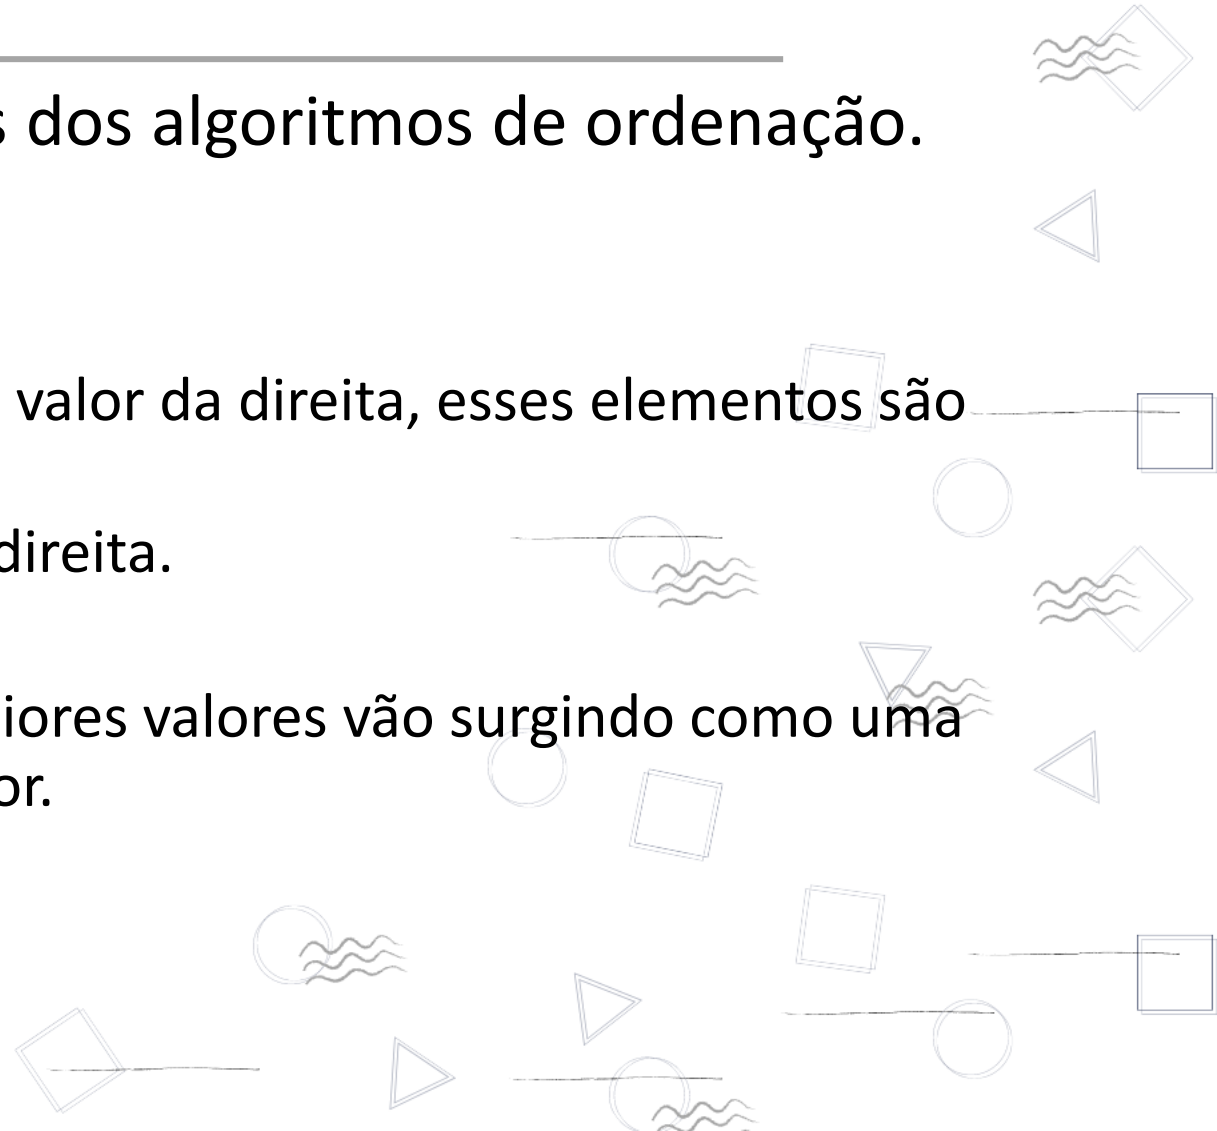 s dos algoritmos de ordenação.
valor da direita, esses elementos são
direita.
iores valores vão surgindo como uma
or.